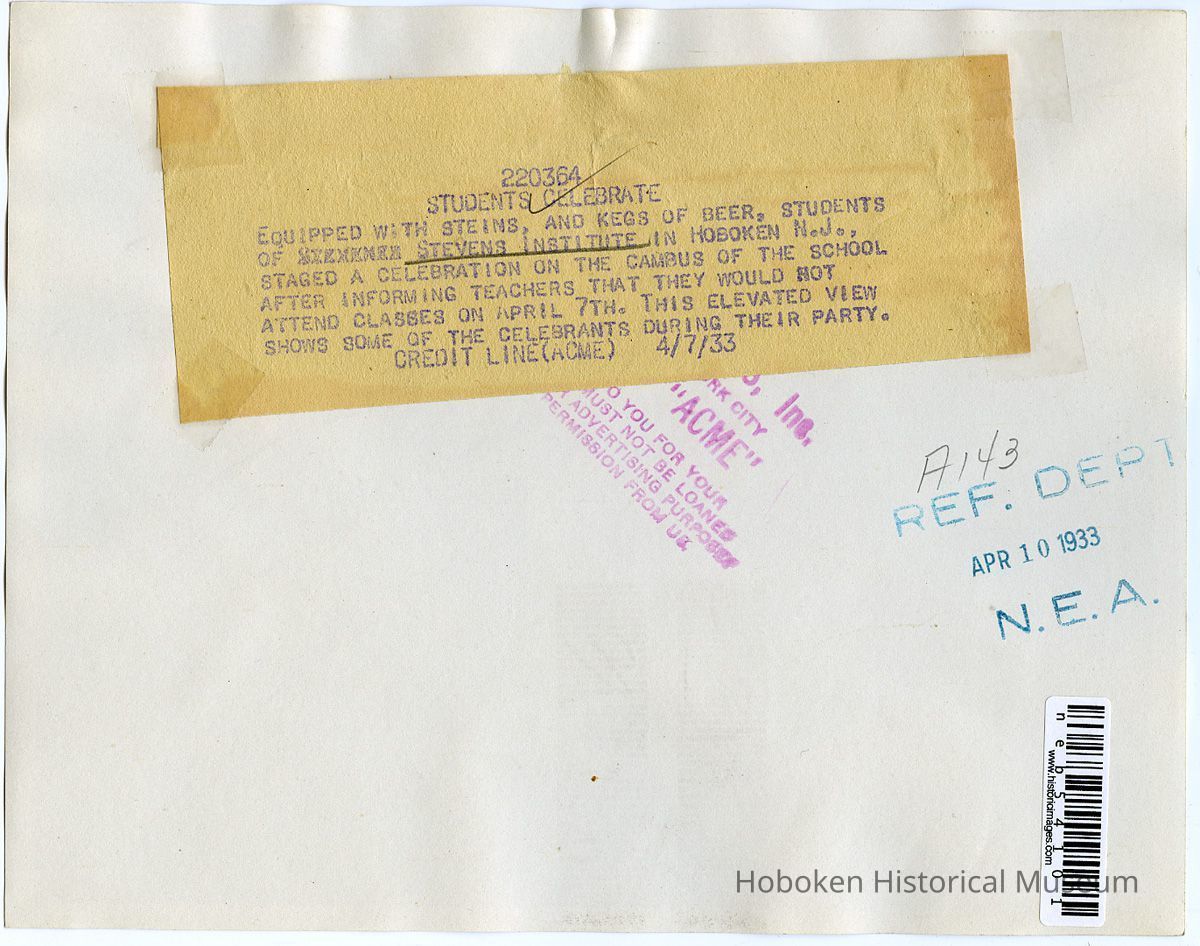 220364
STUDENTS CELEBRATE
EQUIPPED WITH STEINS, AND KEGS OF BEER, STUDENTS
OF STEVENS INSTITUTE IN HOBOKEN N.J.,
STAGED A CELEBRATION ON THE CAMBUS OF THE SCHOOL
AFTER INFORMING TEACHERS THAT THEY WOULD NOT
ATTEND CLASSES ON APRIL 7TH. THIS ELEVATED VIEW
SHOWS SOME OF THE CELEBRANTS DURING THEIR PARTY.
CREDIT LINE(ACME) 4/7/33
Inc.
RK CITY
"ACME"
O YOU FOR YOUR
MUST NOT BE LOANED
ADVERTISING PURPOSES
PERMISSION FROM US.
A143
REF. DEPT
APR 10 1933
N.E.A.
neb54101
www.historicimages.com
Hoboken Historical Museum